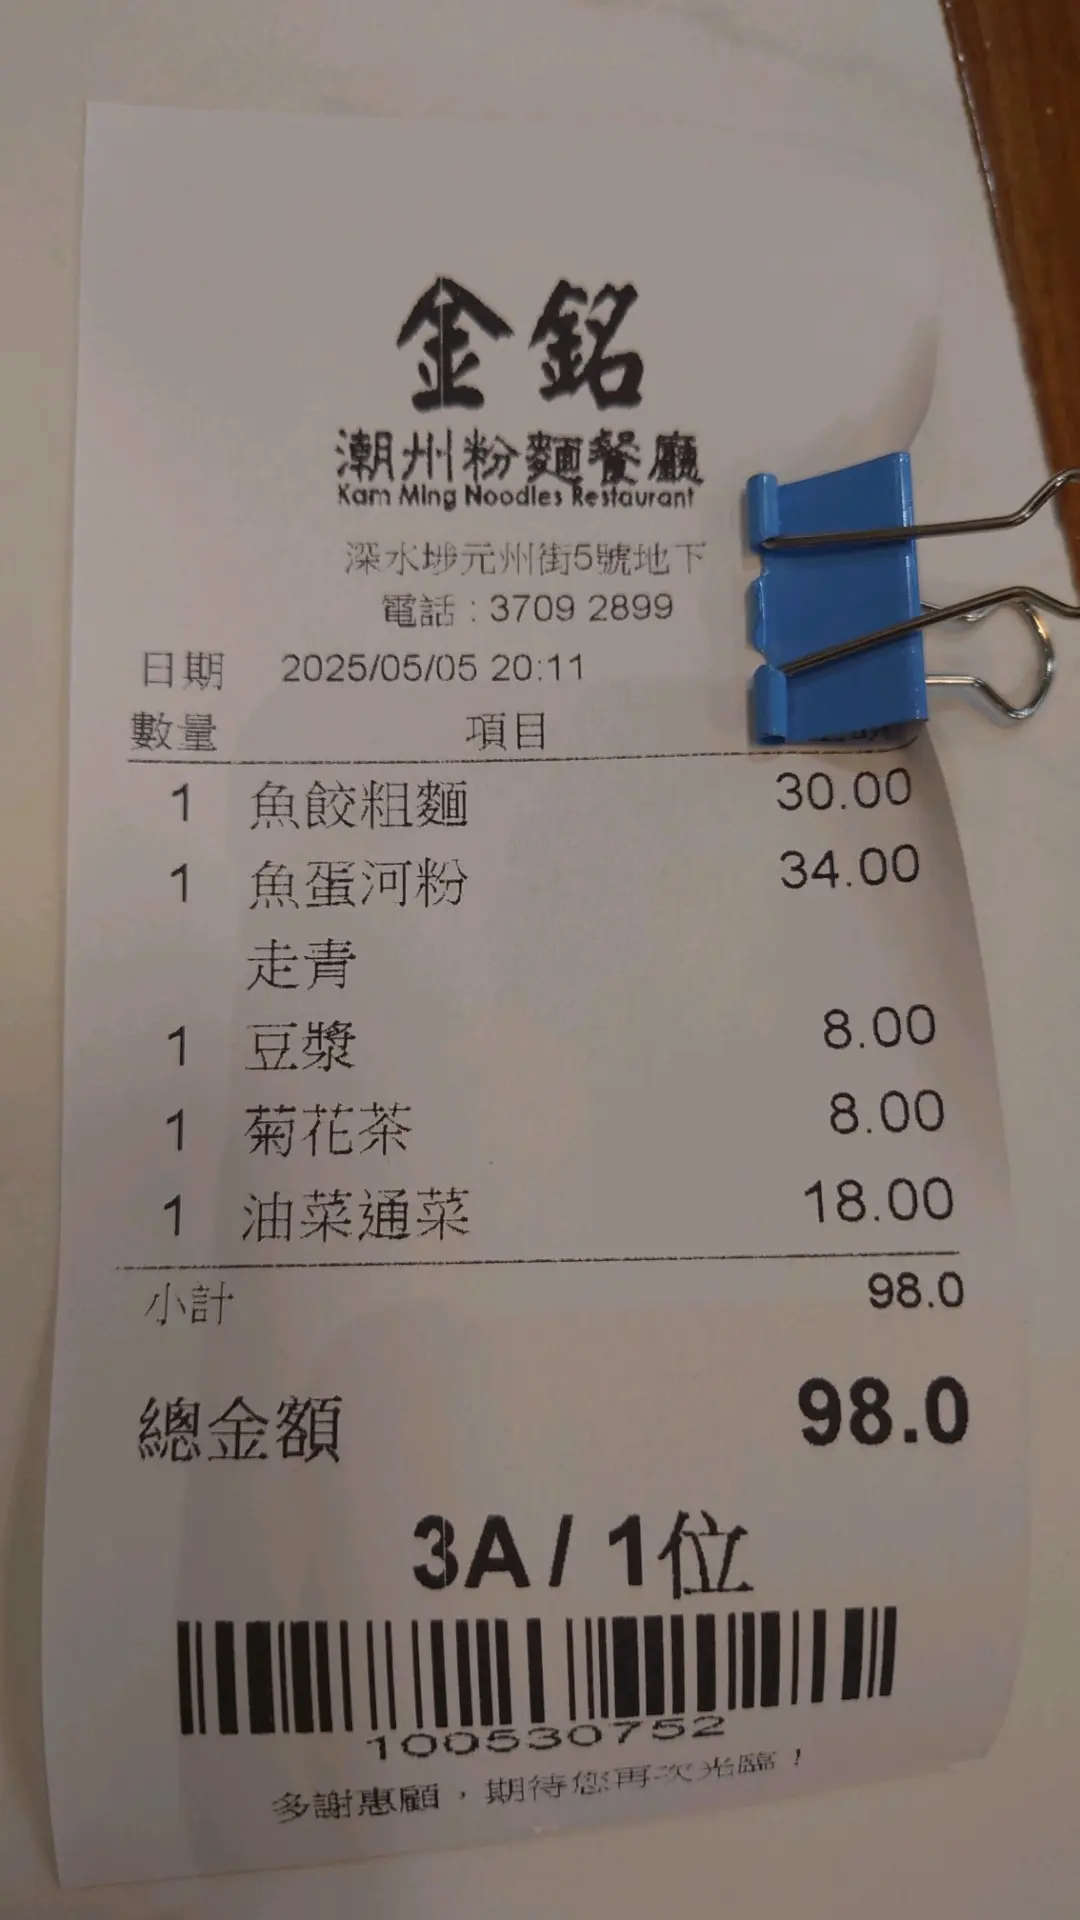 金銘
潮州粉麵餐廳
Kam Ming Noodles Restaurant
深水埗元州街5號地下
電話：3709 2899
日期 2025/05/05 20:11
數量 項目
1 魚餃粗麵 30.00
1 魚蛋河粉 34.00
走青
1 豆漿 8.00
1 菊花茶 8.00
1 油菜通菜 18.00
小計 98.0
總金額 98.0
3A / 1位
100530752
多謝惠顧，期待您再次光臨！